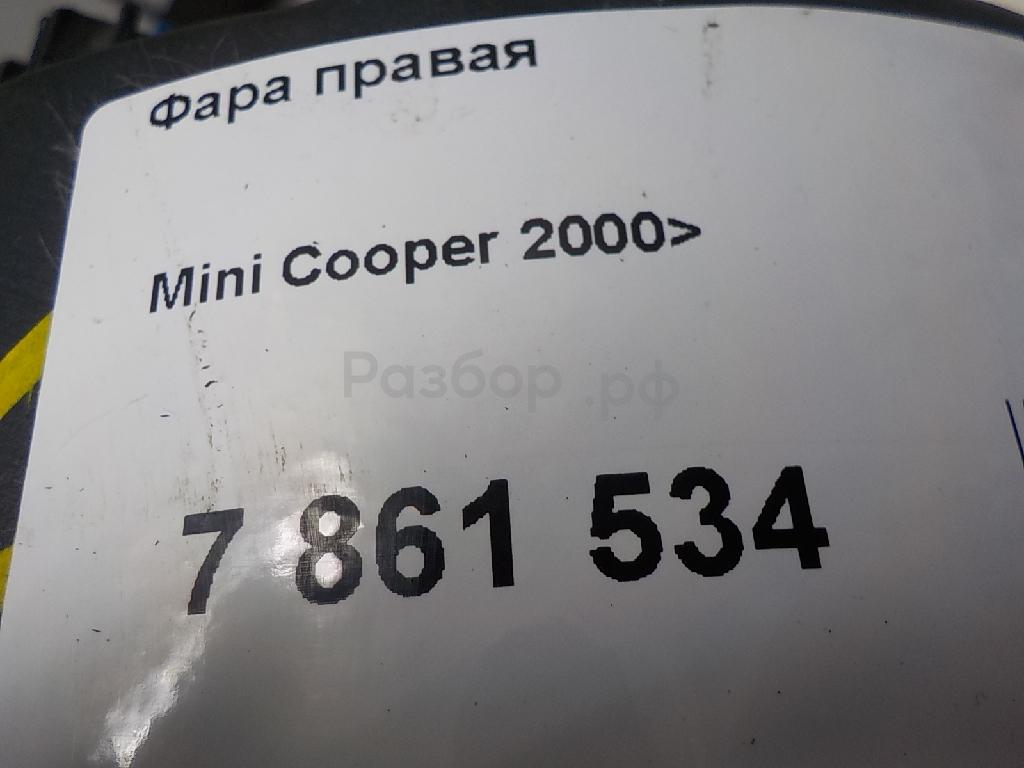 Фара правая
Mini Cooper 2000>
Разбор.рф
7 861 534